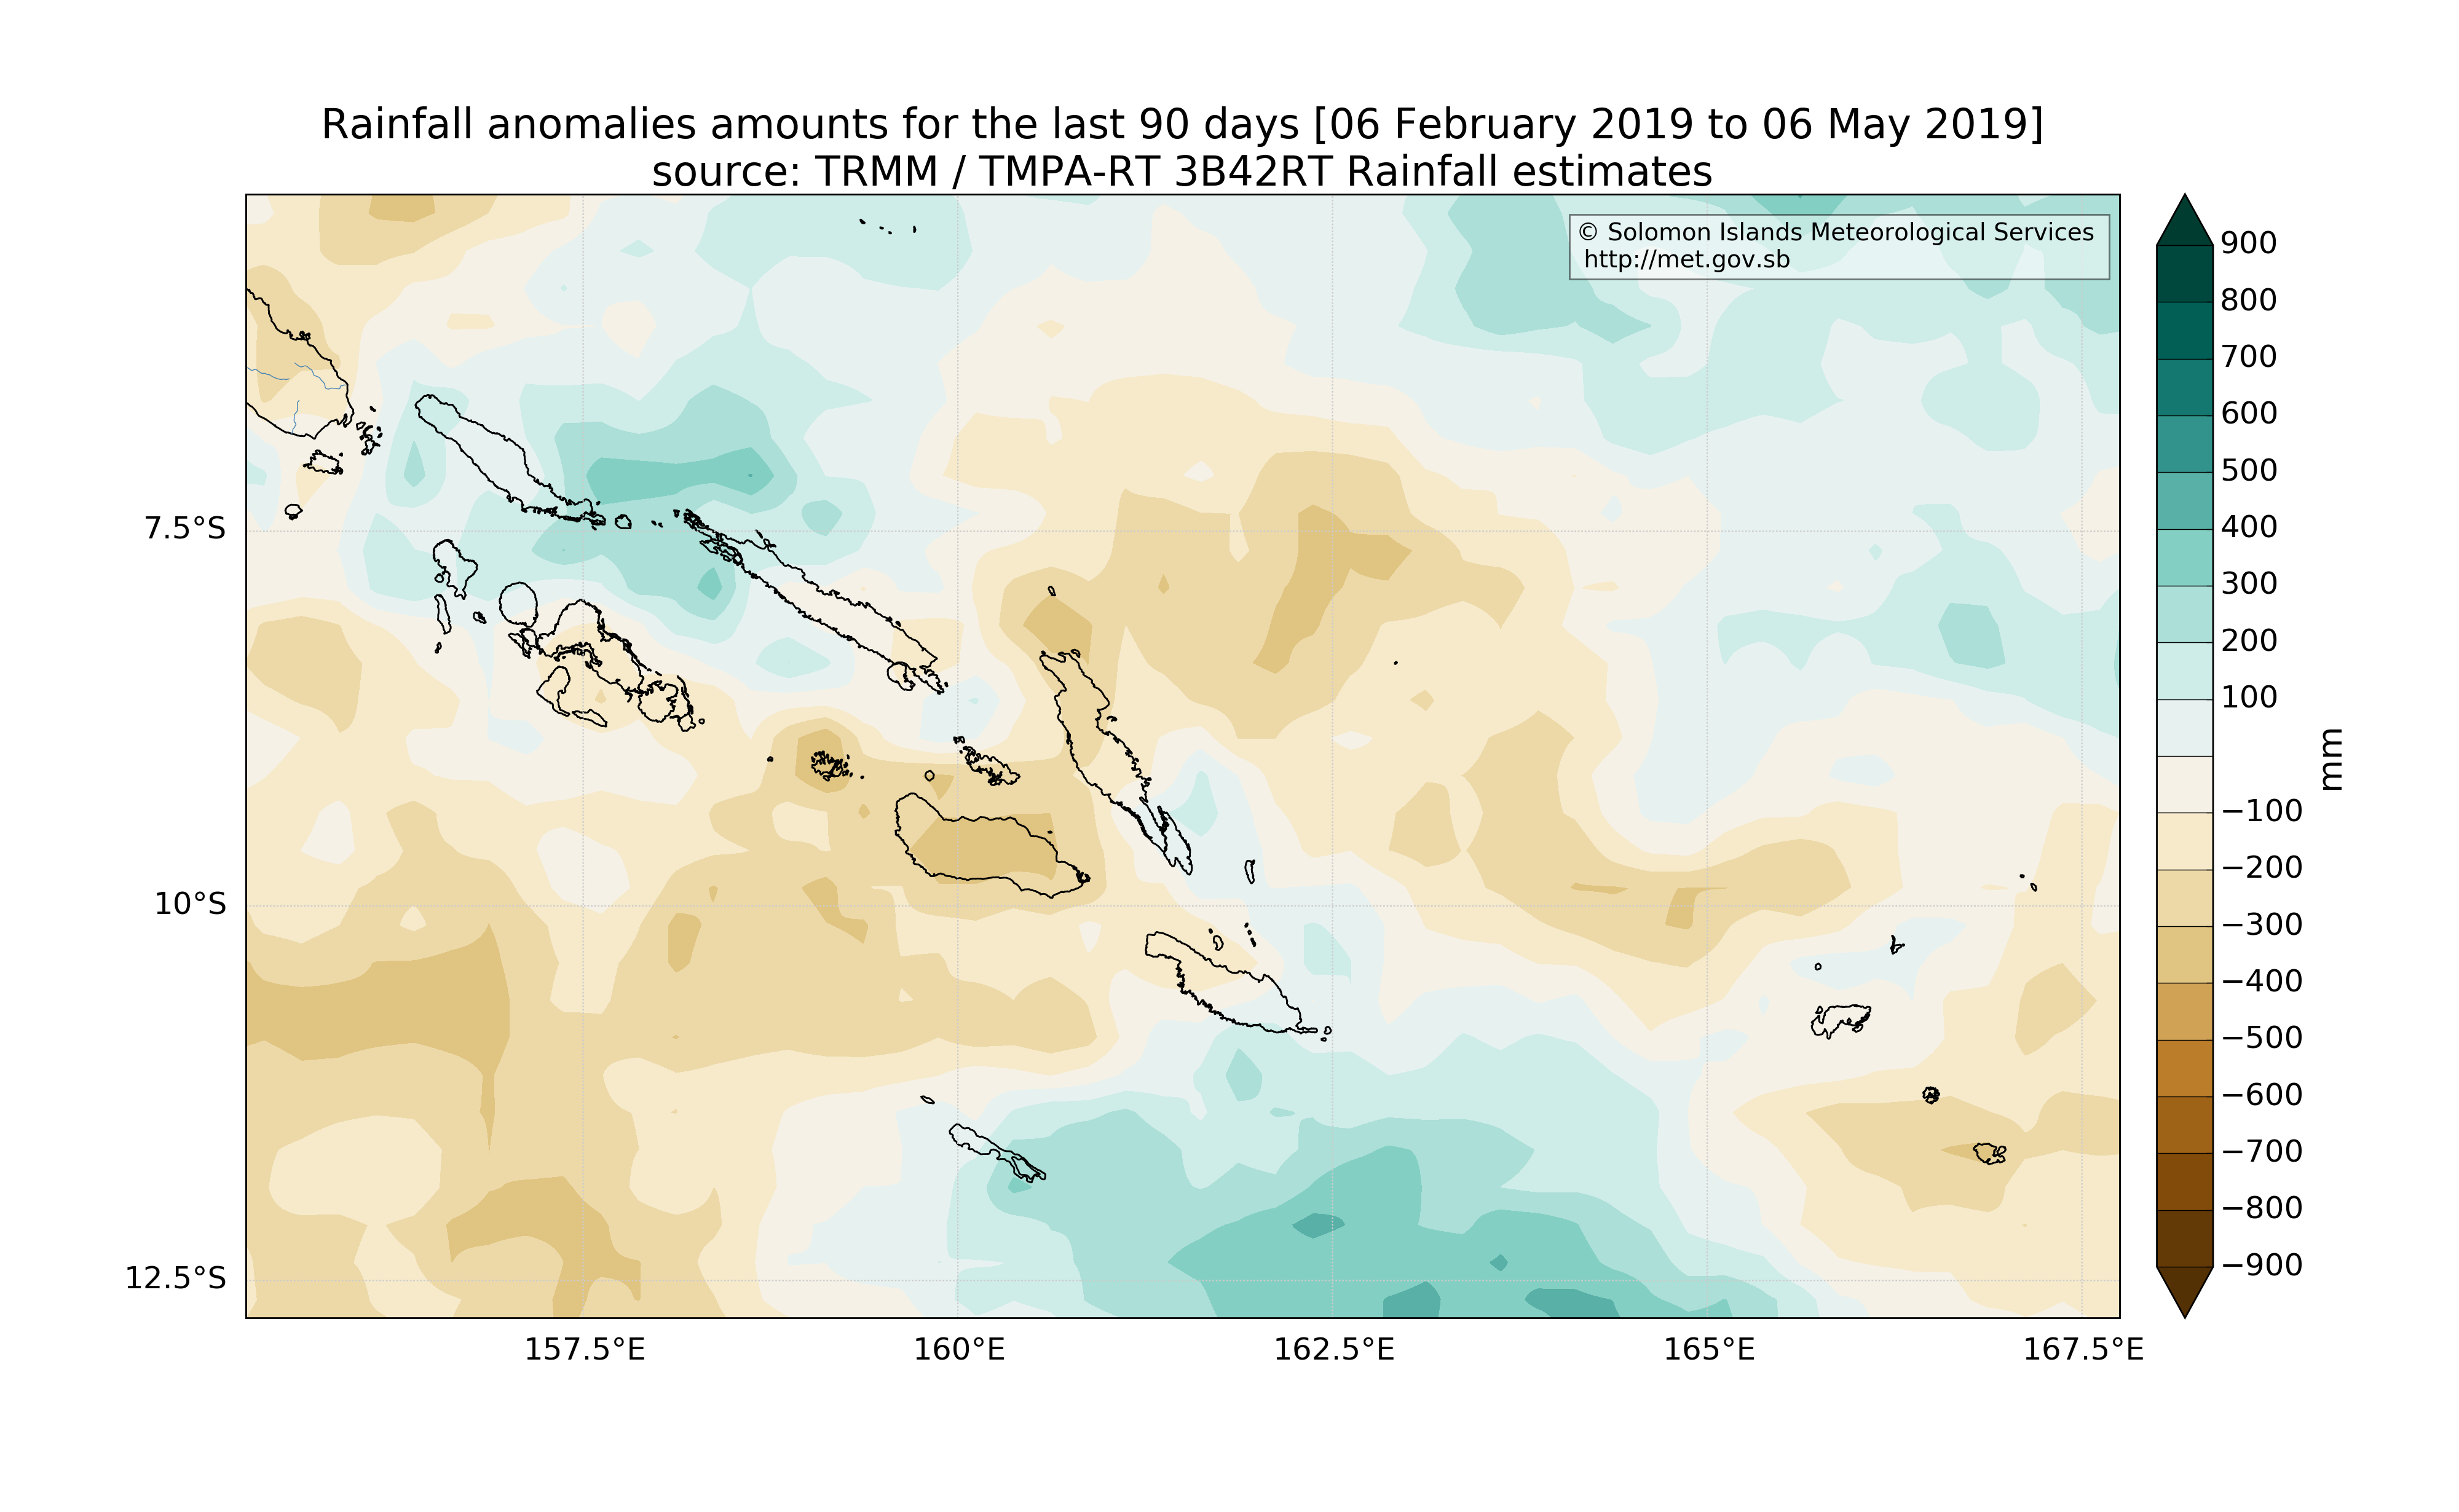 Rainfall anomalies amounts for the last 90 days [06 February 2019 to 06 May 2019]
source: TRMM / TMPA-RT 3B42RT Rainfall estimates
© Solomon Islands Meteorological Services
http://met.gov.sb
7.5°S
10°S
12.5°S
157.5°E
160°E
162.5°E
165°E
167.5°E
900
800
700
600
500
400
300
200
100
−100
−200
−300
−400
−500
−600
−700
−800
−900
mm